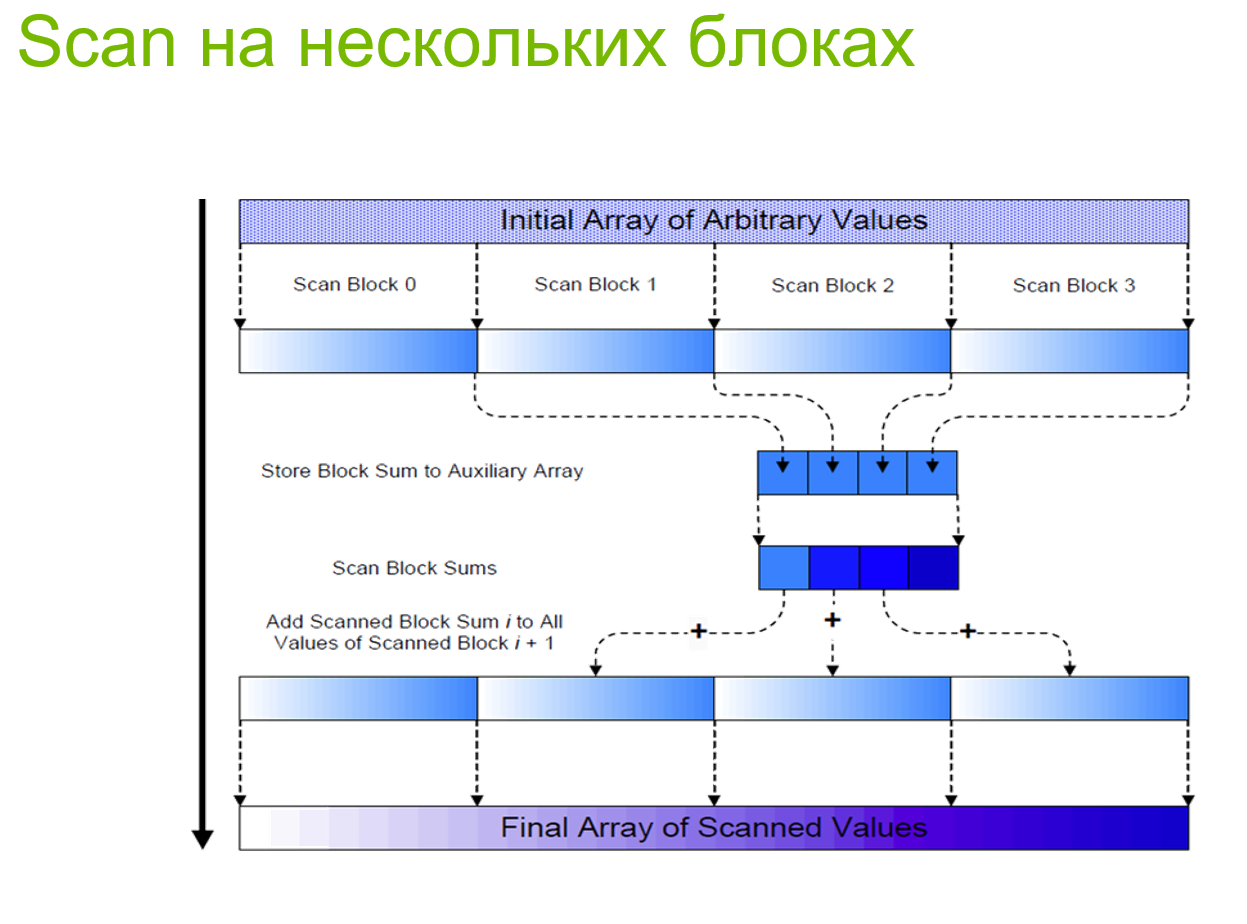 Scan на нескольких блоках
Initial Array of Arbitrary Values
Scan Block 0
Scan Block 1
Scan Block 2
Scan Block 3
Store Block Sum to Auxiliary Array
Scan Block Sums
Add Scanned Block Sum i to All
Values of Scanned Block i + 1
+
+
+
Final Array of Scanned Values